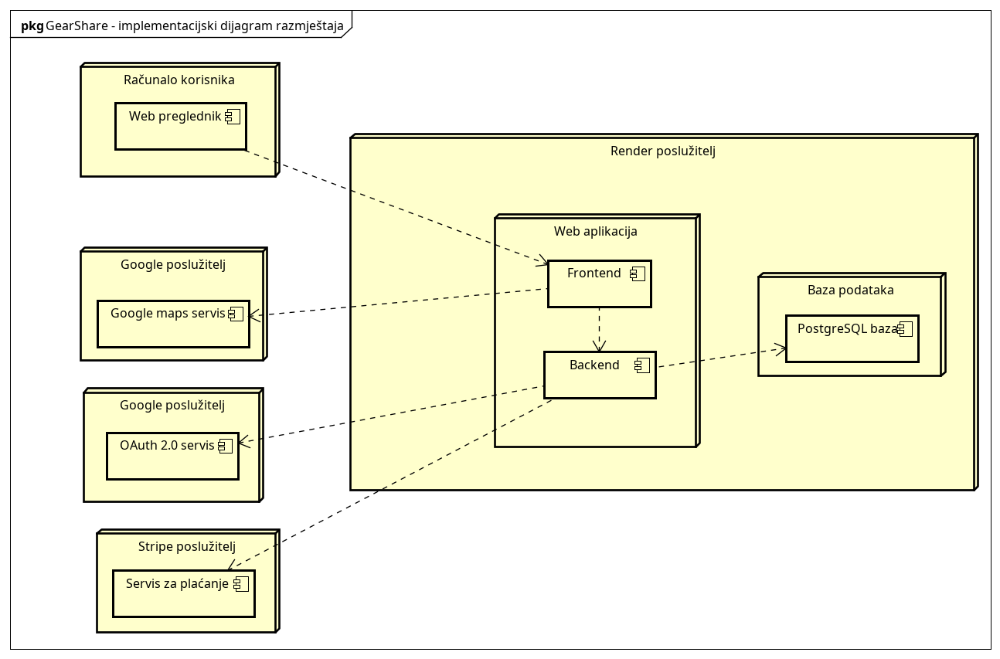 pkg GearShare - implementacijski dijagram razmještaja
Računalo korisnika
Web preglednik
Render poslužitelj
Web aplikacija
Frontend
Backend
Baza podataka
PostgreSQL baza
Google poslužitelj
Google maps servis
Google poslužitelj
OAuth 2.0 servis
Stripe poslužitelj
Servis za plaćanje